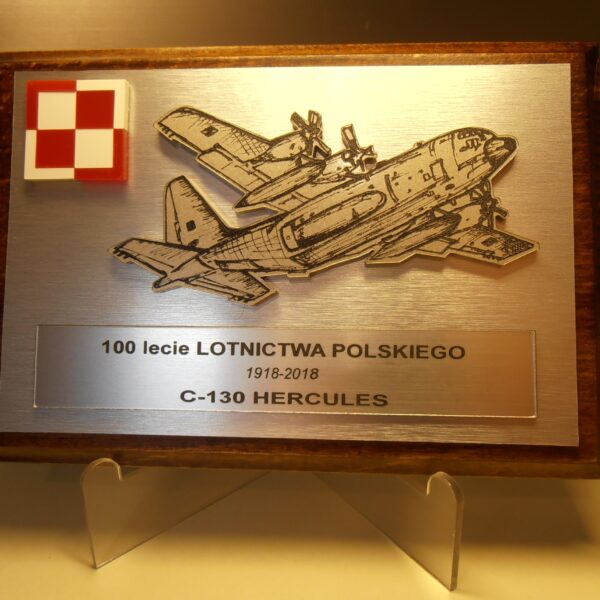 100 lecie LOTNICTWA POLSKIEGO
1918-2018
C-130 HERCULES